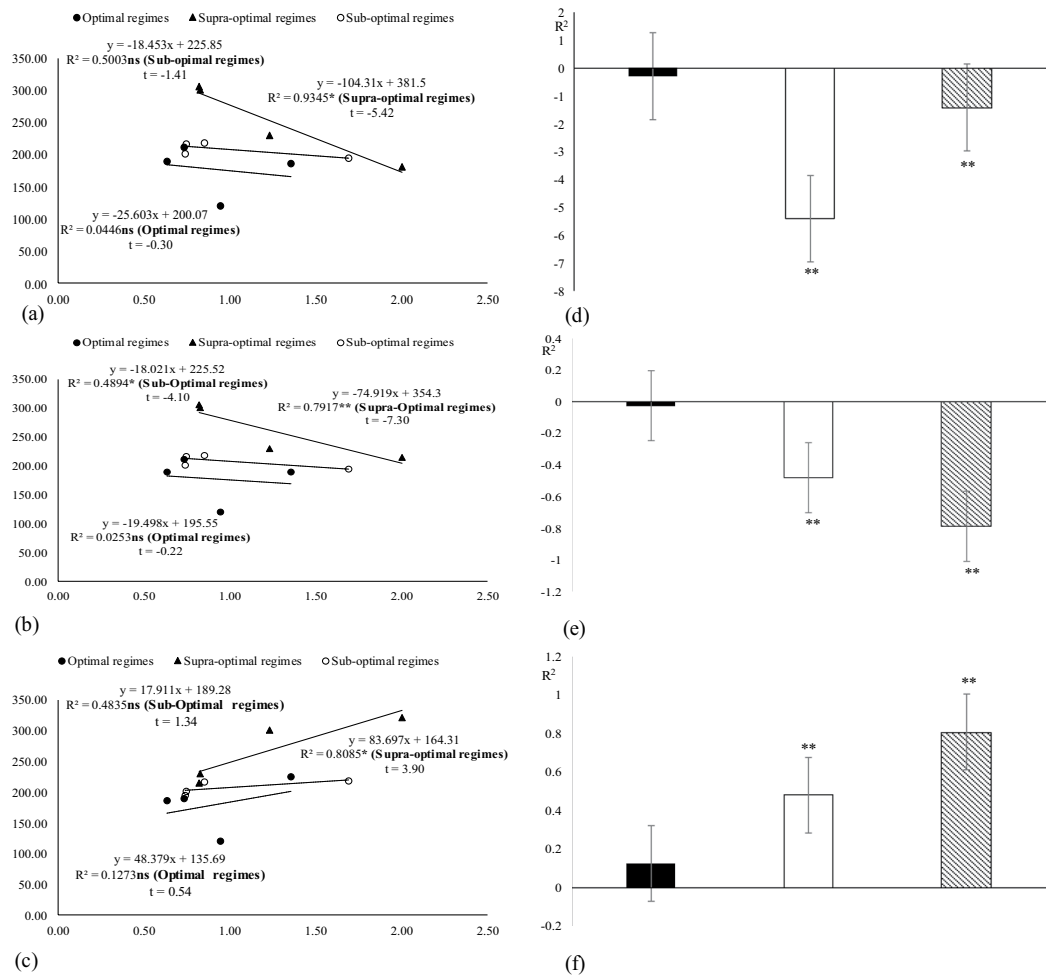 ● Optimal regimes ▲ Supra-optimal regimes ○ Sub-optimal regimes
y = -18.453x + 225.85
R² = 0.5003ns (Sub-opimal regimes)
t = -1.41
y = -104.31x + 381.5
R² = 0.9345* (Supra-optimal regimes)
t = -5.42
y = -25.603x + 200.07
R² = 0.0446ns (Optimal regimes)
t = -0.30
350.00
300.00
250.00
200.00
150.00
100.00
50.00
0.00
0.00 0.50 1.00 1.50 2.00 2.50
(a)
R²
2
1
0
-1
-2
-3
-4
-5
-6
-7
-8
**
**
(d)
● Optimal regimes ▲ Supra-optimal regimes ○ Sub-optimal regimes
y = -18.021x + 225.52
R² = 0.4894* (Sub-Optimal regimes)
t = -4.10
y = -74.919x + 354.3
R² = 0.7917** (Supra-Optimal regimes)
t = -7.30
y = -19.498x + 195.55
R² = 0.0253ns (Optimal regimes)
t = -0.22
350.00
300.00
250.00
200.00
150.00
100.00
50.00
0.00
0.00 0.50 1.00 1.50 2.00 2.50
(b)
R²
0.4
0.2
0
-0.2
-0.4
-0.6
-0.8
-1
-1.2
**
**
(e)
● Optimal regimes ▲ Supra-optimal regimes ○ Sub-optimal regimes
y = 17.911x + 189.28
R² = 0.4835ns (Sub-Optimal regimes)
t = 1.34
y = 83.697x + 164.31
R² = 0.8085* (Supra-optimal regimes)
t = 3.90
y = 48.379x + 135.69
R² = 0.1273ns (Optimal regimes)
t = 0.54
350.00
300.00
250.00
200.00
150.00
100.00
50.00
0.00
0.00 0.50 1.00 1.50 2.00 2.50
(c)
R²
1.2
1
0.8
0.6
0.4
0.2
0
-0.2
**
**
(f)